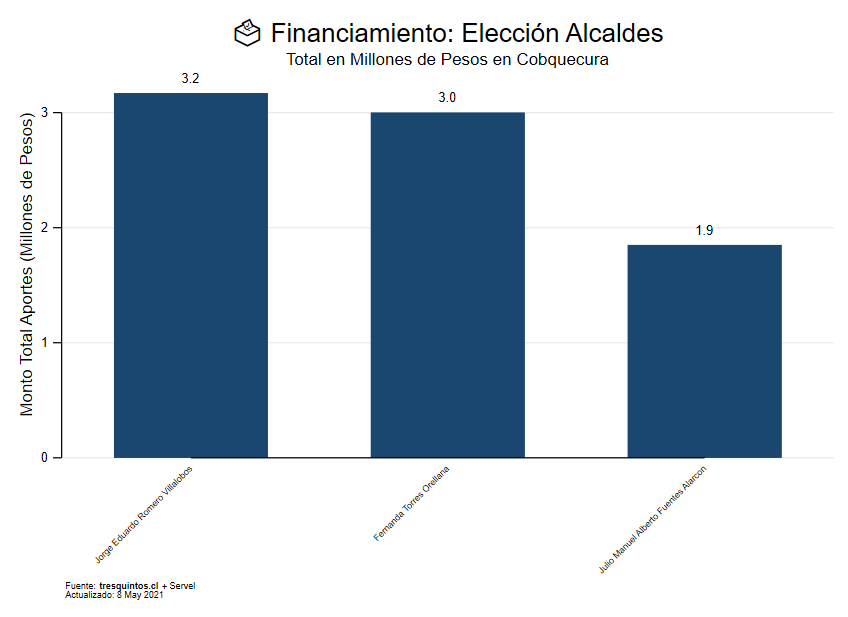 Financiamiento: Elección Alcaldes
Total en Millones de Pesos en Cobquecura
Monto Total Aportes (Millones de Pesos)
3
2
1
0
3.2
3.0
1.9
Jorge Eduardo Romero Villalobos
Fernanda Torres Orellana
Julio Manuel Alberto Fuentes Alarcon
Fuente: tresquintos.cl + Servel
Actualizado: 8 May 2021